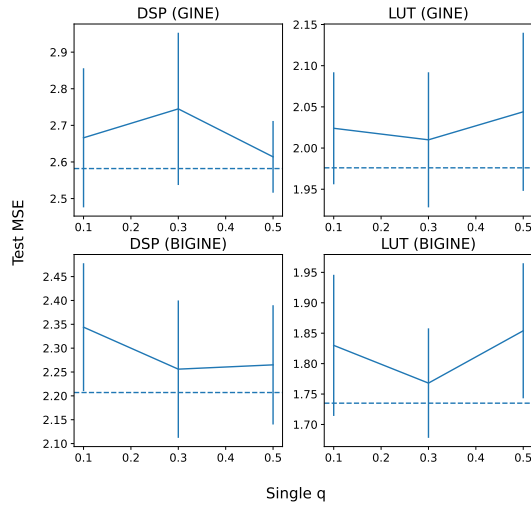 DSP (GINE)
2.9
2.8
2.7
2.6
2.5
0.1 0.2 0.3 0.4 0.5
LUT (GINE)
2.15
2.10
2.05
2.00
1.95
0.1 0.2 0.3 0.4 0.5
Test MSE
DSP (BIGINE)
2.45
2.40
2.35
2.30
2.25
2.20
2.15
2.10
0.1 0.2 0.3 0.4 0.5
LUT (BIGINE)
1.95
1.90
1.85
1.80
1.75
1.70
0.1 0.2 0.3 0.4 0.5
Single q